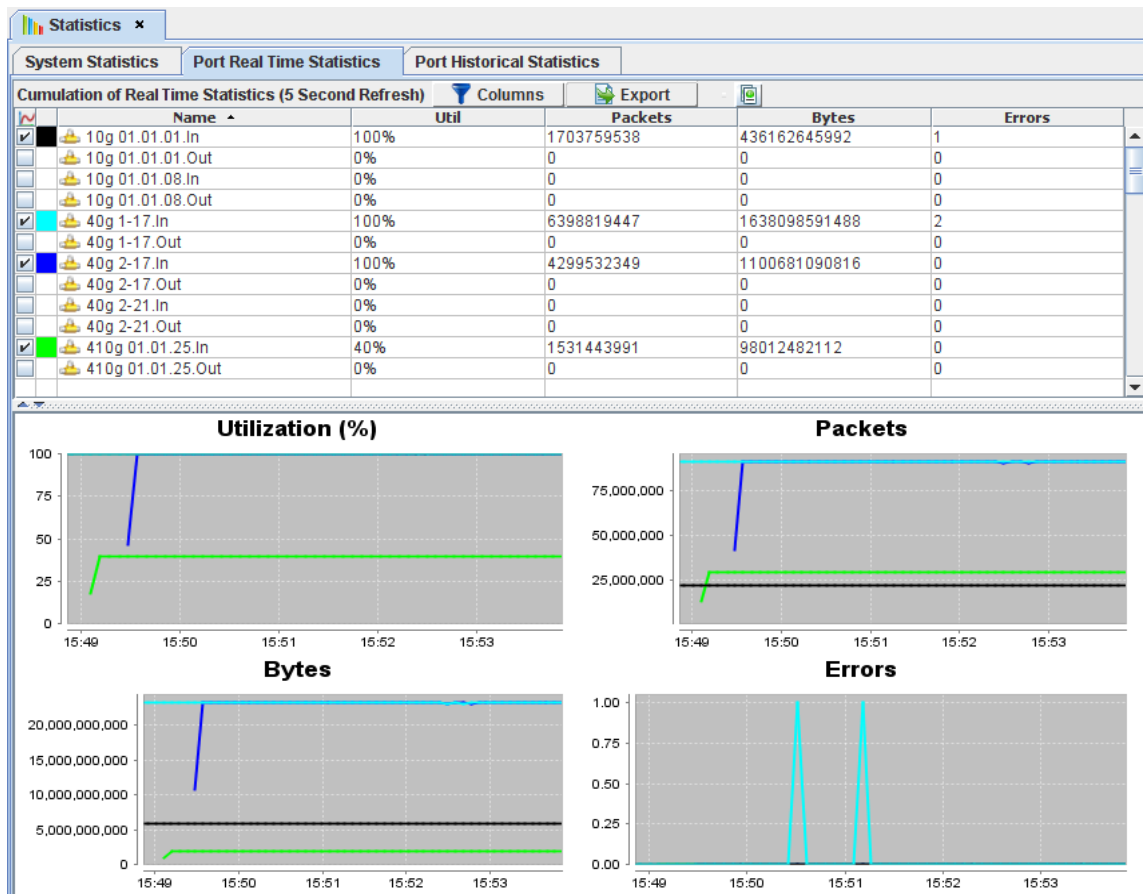 Statistics ×
System Statistics Port Real Time Statistics Port Historical Statistics
Cumulation of Real Time Statistics (5 Second Refresh) Columns Export
Name Util Packets Bytes Errors
10g 01.01.01.In 100% 1703759538 436162645992 1
10g 01.01.01.Out 0% 0 0 0
10g 01.01.08.In 0% 0 0 0
10g 01.01.08.Out 0% 0 0 0
40g 1-17.In 100% 6398819447 1638098591488 2
40g 1-17.Out 0% 0 0 0
40g 2-17.In 100% 4299532349 1100681090816 0
40g 2-17.Out 0% 0 0 0
40g 2-21.In 0% 0 0 0
40g 2-21.Out 0% 0 0 0
410g 01.01.25.In 40% 1531443991 98012482112 0
410g 01.01.25.Out 0% 0 0 0
Utilization (%)
100
75
50
25
0
15:49 15:50 15:51 15:52 15:53
Packets
75,000,000
50,000,000
25,000,000
15:49 15:50 15:51 15:52 15:53
Bytes
20,000,000,000
15,000,000,000
10,000,000,000
5,000,000,000
0
15:49 15:50 15:51 15:52 15:53
Errors
1.00
0.75
0.50
0.25
0.00
15:49 15:50 15:51 15:52 15:53